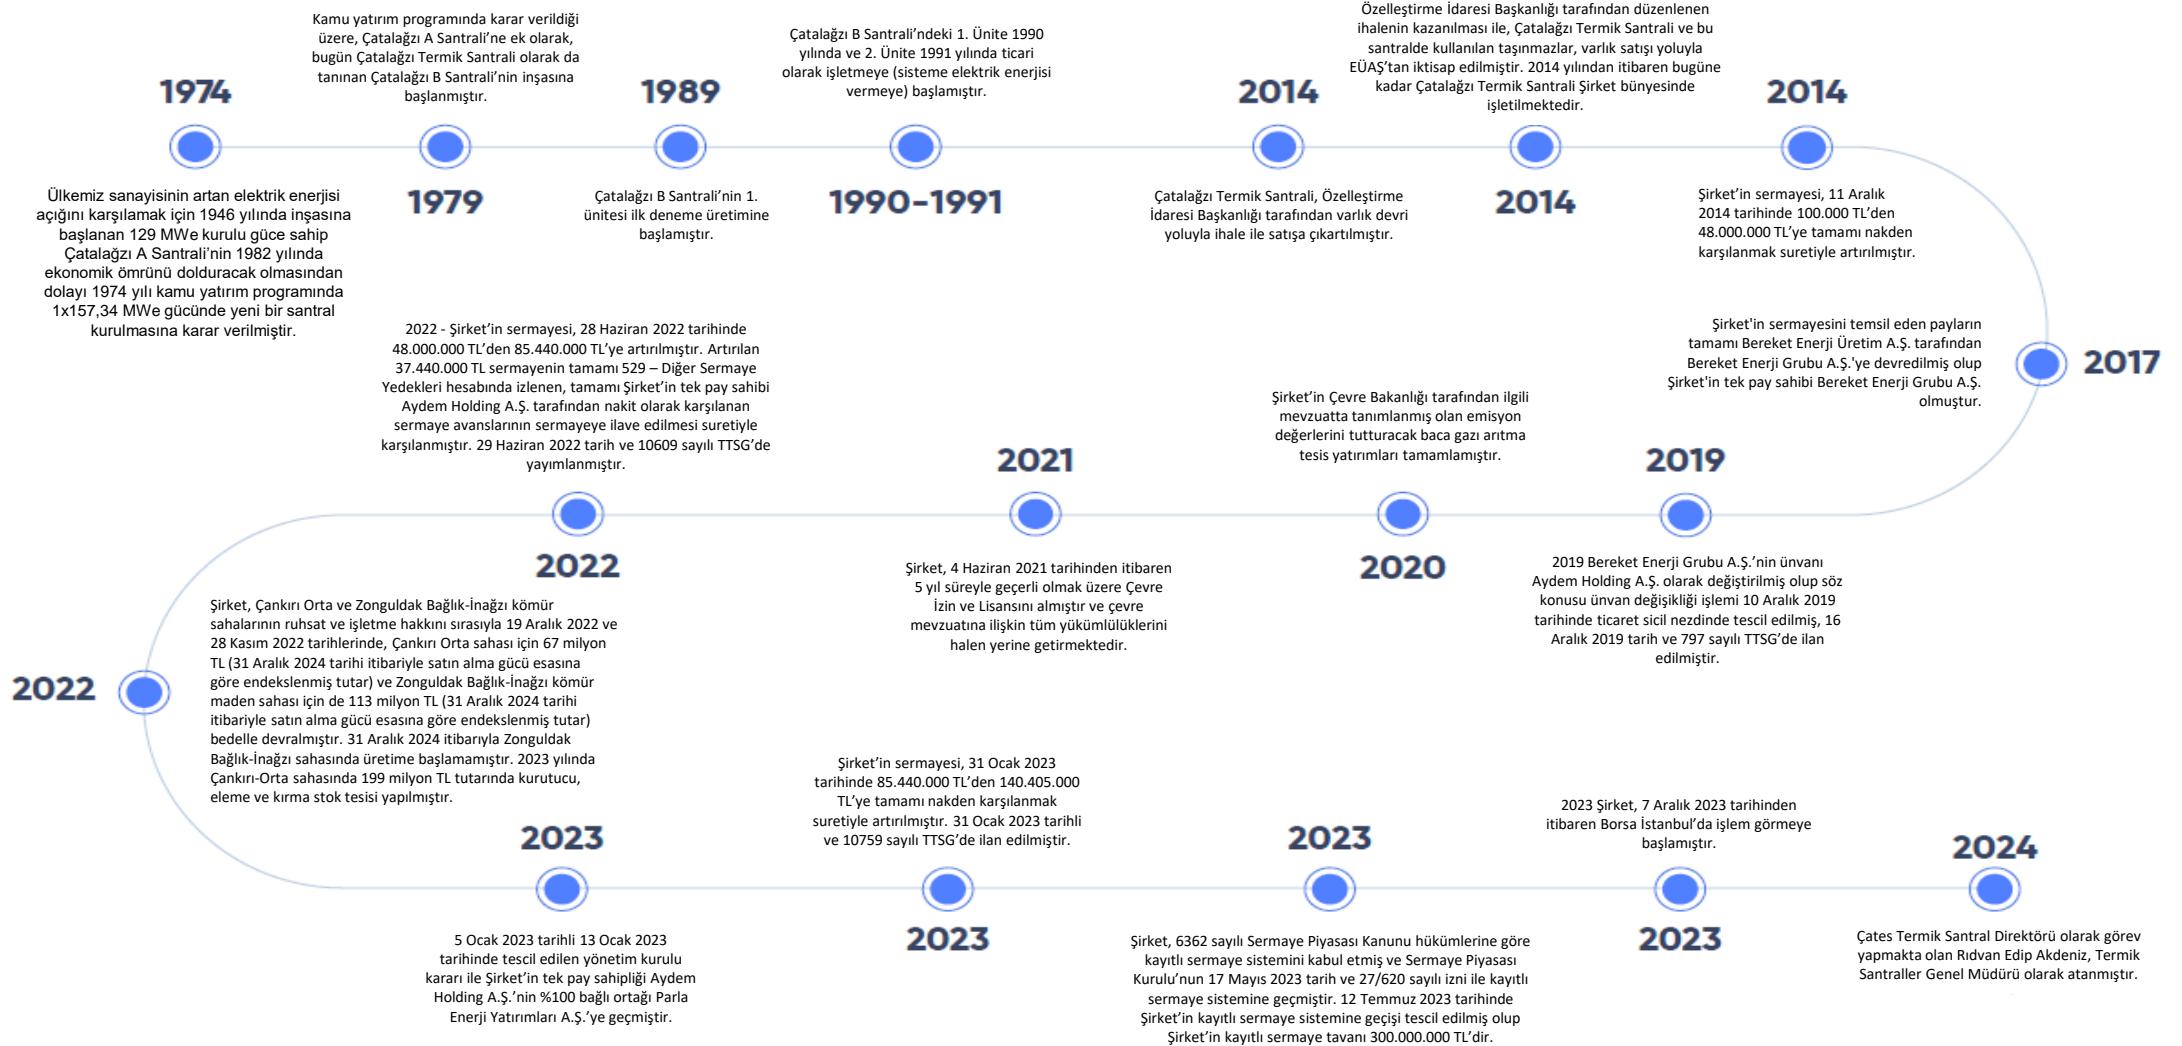 1974
Ülkemiz sanayisinin artan elektrik enerjisi
açığını karşılamak için 1946 yılında inşasına
başlanan 129 MWe kurulu güce sahip
Çatalağzı A Santrali’nin 1982 yılında
ekonomik ömrünü dolduracak olmasından
dolayı 1974 yılı kamu yatırım programında
1x157,34 MWe gücünde yeni bir santral
kurulmasına karar verilmiştir.
Kamu yatırım programında karar verildiği
üzere, Çatalağzı A Santrali’ne ek olarak,
bugün Çatalağzı Termik Santrali olarak da
tanınan Çatalağzı B Santrali’nin inşasına
başlanmıştır.
1979
1989
Çatalağzı B Santrali’nin 1.
ünitesi ilk deneme üretimine
başlamıştır.
Çatalağzı B Santrali’ndeki 1. Ünite 1990
yılında ve 2. Ünite 1991 yılında ticari
olarak işletmeye (sisteme elektrik enerjisi
vermeye) başlamıştır.
1990-1991
2014
Çatalağzı Termik Santrali, Özelleştirme
İdaresi Başkanlığı tarafından varlık devri
yoluyla ihale ile satışa çıkartılmıştır.
Özelleştirme İdaresi Başkanlığı tarafından düzenlenen
ihalenin kazanılması ile, Çatalağzı Termik Santrali ve bu
santralde kullanılan taşınmazlar, varlık satışı yoluyla
EÜAŞ’tan iktisap edilmiştir. 2014 yılından itibaren bugüne
kadar Çatalağzı Termik Santrali Şirket bünyesinde
işletilmektedir.
2014
2014
Şirket’in sermayesi, 11 Aralık
2014 tarihinde 100.000 TL’den
48.000.000 TL’ye tamamı nakden
karşılanmak suretiyle artırılmıştır.
Şirket'in sermayesini temsil eden payların
tamamı Bereket Enerji Üretim A.Ş. tarafından
Bereket Enerji Grubu A.Ş.'ye devredilmiş olup
Şirket'in tek pay sahibi Bereket Enerji Grubu A.Ş.
olmuştur.
2017
2019
2019 Bereket Enerji Grubu A.Ş.’nin ünvanı
Aydem Holding A.Ş. olarak değiştirilmiş olup söz
konusu ünvan değişikliği işlemi 10 Aralık 2019
tarihinde ticaret sicil nezdinde tescil edilmiş, 16
Aralık 2019 tarih ve 797 sayılı TTSG’de ilan
edilmiştir.
Şirket’in Çevre Bakanlığı tarafından ilgili
mevzuatta tanımlanmış olan emisyon
değerlerini tutturacak baca gazı arıtma
tesis yatırımları tamamlamıştır.
2020
2021
Şirket, 4 Haziran 2021 tarihinden itibaren
5 yıl süreyle geçerli olmak üzere Çevre
İzin ve Lisansını almıştır ve çevre
mevzuatına ilişkin tüm yükümlülüklerini
halen yerine getirmektedir.
2022 - Şirket’in sermayesi, 28 Haziran 2022 tarihinde
48.000.000 TL’den 85.440.000 TL’ye artırılmıştır. Artırılan
37.440.000 TL sermayenin tamamı 529 – Diğer Sermaye
Yedekleri hesabında izlenen, tamamı Şirket’in tek pay sahibi
Aydem Holding A.Ş. tarafından nakit olarak karşılanan
sermaye avanslarının sermayeye ilave edilmesi suretiyle
karşılanmıştır. 29 Haziran 2022 tarih ve 10609 sayılı TTSG’de
yayımlanmıştır.
2022
2022
Şirket, Çankırı Orta ve Zonguldak Bağlık-İnağzı kömür
sahalarının ruhsat ve işletme hakkını sırasıyla 19 Aralık 2022 ve
28 Kasım 2022 tarihlerinde, Çankırı Orta sahası için 67 milyon
TL (31 Aralık 2024 tarihi itibariyle satın alma gücü esasına
göre endekslenmiş tutar) ve Zonguldak Bağlık-İnağzı kömür
maden sahası için de 113 milyon TL (31 Aralık 2024 tarihi
itibariyle satın alma gücü esasına göre endekslenmiş tutar)
bedelle devralmıştır. 31 Aralık 2024 itibarıyla Zonguldak
Bağlık-İnağzı sahasında üretime başlamamıştır. 2023 yılında
Çankırı-Orta sahasında 199 milyon TL tutarında kurutucu,
eleme ve kırma stok tesisi yapılmıştır.
2023
5 Ocak 2023 tarihli 13 Ocak 2023
tarihinde tescil edilen yönetim kurulu
kararı ile Şirket’in tek pay sahipliği Aydem
Holding A.Ş.’nin %100 bağlı ortağı Parla
Enerji Yatırımları A.Ş.’ye geçmiştir.
Şirket’in sermayesi, 31 Ocak 2023
tarihinde 85.440.000 TL’den 140.405.000
TL’ye tamamı nakden karşılanmak
suretiyle artırılmıştır. 31 Ocak 2023 tarihli
ve 10759 sayılı TTSG’de ilan edilmiştir.
2023
2023
Şirket, 6362 sayılı Sermaye Piyasası Kanunu hükümlerine göre
kayıtlı sermaye sistemini kabul etmiş ve Sermaye Piyasası
Kurulu’nun 17 Mayıs 2023 tarih ve 27/620 sayılı izni ile kayıtlı
sermaye sistemine geçmiştir. 12 Temmuz 2023 tarihinde
Şirket’in kayıtlı sermaye sistemine geçişi tescil edilmiş olup
Şirket’in kayıtlı sermaye tavanı 300.000.000 TL’dir.
2023 Şirket, 7 Aralık 2023 tarihinden
itibaren Borsa İstanbul’da işlem görmeye
başlamıştır.
2023
2024
Çates Termik Santral Direktörü olarak görev
yapmakta olan Rıdvan Edip Akdeniz, Termik
Santraller Genel Müdürü olarak atanmıştır.